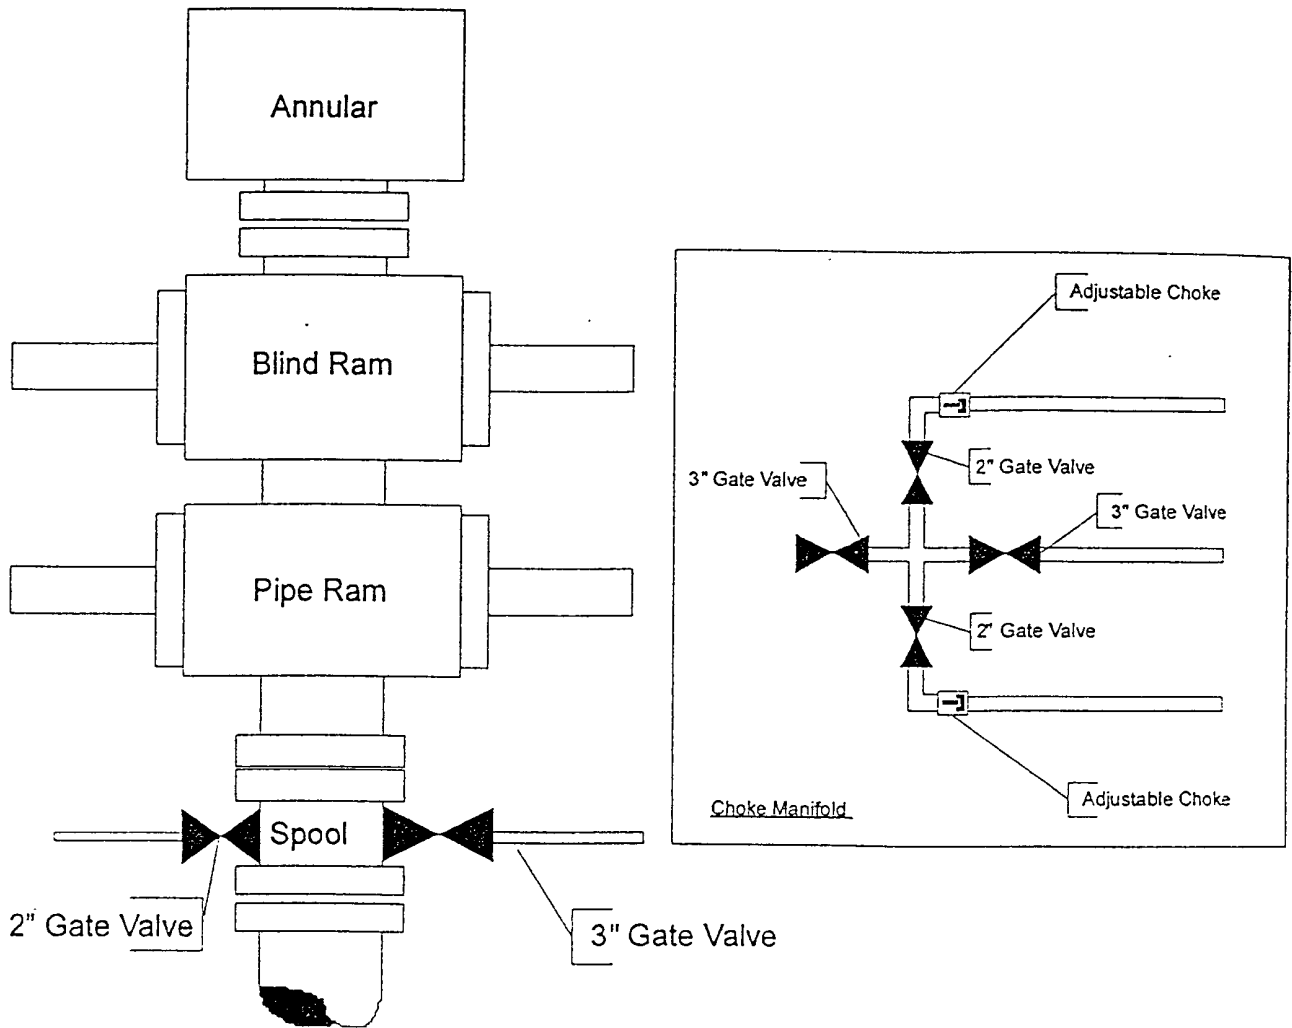 Annular
Blind Ram
Pipe Ram
Spool
2" Gate Valve
3" Gate Valve
Adjustable Choke
2" Gate Valve
3" Gate Valve
3" Gate Valve
2" Gate Valve
Adjustable Choke
Choke Manifold